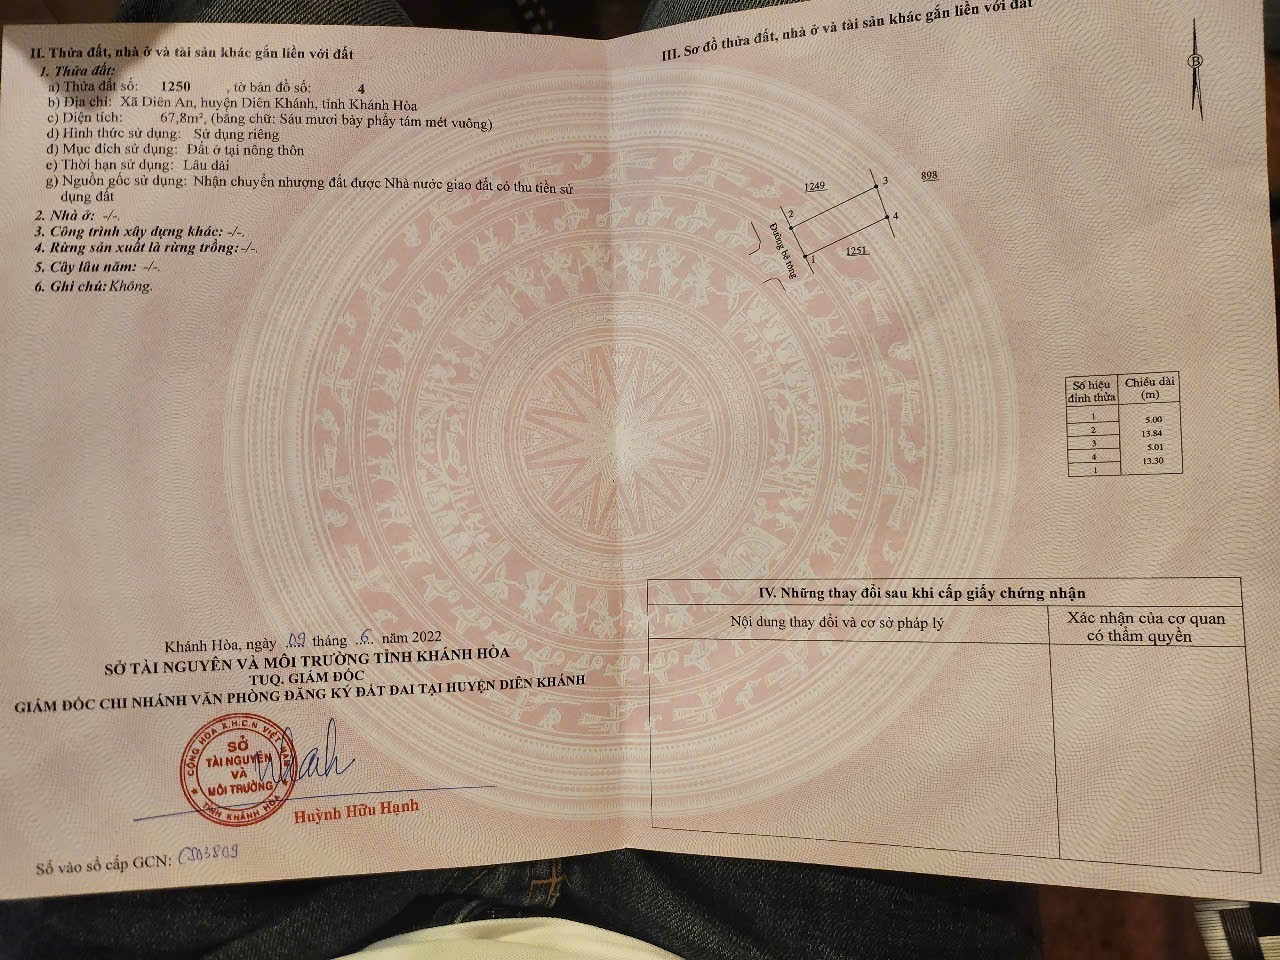 II. Thửa đất, nhà ở và tài sản khác gắn liền với đất
1. Thửa đất:
a) Thửa đất số: 1250 , tờ bản đồ số: 4
b) Địa chỉ: Xã Diên An, huyện Diên Khánh, tỉnh Khánh Hòa
c) Diện tích: 67,8m², (bằng chữ: Sáu mươi bảy phẩy tám mét vuông)
d) Hình thức sử dụng: Sử dụng riêng
đ) Mục đích sử dụng: Đất ở tại nông thôn
e) Thời hạn sử dụng: Lâu dài
g) Nguồn gốc sử dụng: Nhận chuyển nhượng đất được Nhà nước giao đất có thu tiền sử
dụng đất
2. Nhà ở: -/-.
3. Công trình xây dựng khác: -/-.
4. Rừng sản xuất là rừng trồng: -/-.
5. Cây lâu năm: -/-.
6. Ghi chú: Không.
Khánh Hòa, ngày 09 tháng 6 năm 2022
SỞ TÀI NGUYÊN VÀ MÔI TRƯỜNG TỈNH KHÁNH HÒA
TUQ. GIÁM ĐỐC
GIÁM ĐỐC CHI NHÁNH VĂN PHÒNG ĐĂNG KÝ ĐẤT ĐAI TẠI HUYỆN DIÊN KHÁNH
CỘNG HÒA X.H.C.N VIỆT NAM
SỞ
TÀI NGUYÊN
VÀ
MÔI TRƯỜNG
TỈNH KHÁNH HÒA
Huỳnh Hữu Hạnh
Số vào sổ cấp GCN: CS03809
III. Sơ đồ thửa đất, nhà ở và tài sản khác gắn liền với đất
B
1249
3
898
2
4
Đường bê tông
1
1251
Số hiệu đỉnh thửa
Chiều dài (m)
1
5.00
2
13.84
3
5.01
4
13.30
1
IV. Những thay đổi sau khi cấp giấy chứng nhận
Nội dung thay đổi và cơ sở pháp lý
Xác nhận của cơ quan
có thẩm quyền